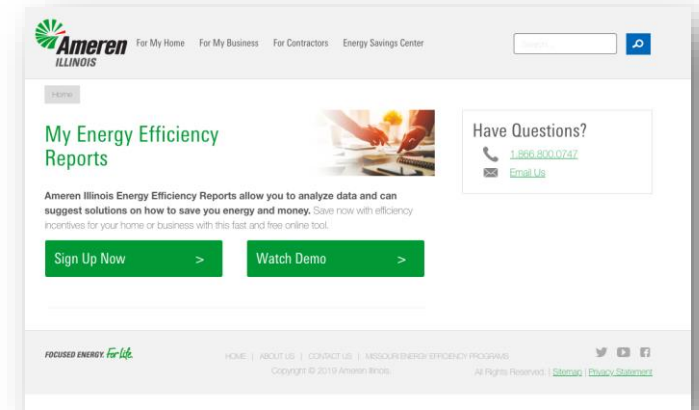 Ameren
ILLINOIS
For My Home For My Business For Contractors Energy Savings Center
Search...
Home
My Energy Efficiency
Reports
Ameren Illinois Energy Efficiency Reports allow you to analyze data and can
suggest solutions on how to save you energy and money. Save now with efficiency
incentives for your home or business with this fast and free online tool.
Sign Up Now >
Watch Demo >
Have Questions?
1.866.800.0747
Email Us
FOCUSED ENERGY. For Life.
HOME | ABOUT US | CONTACT US | MISSOURI ENERGY EFFICIENCY PROGRAMS
Copyright © 2019 Ameren Illinois.
All Rights Reserved. | Sitemap | Privacy Statement